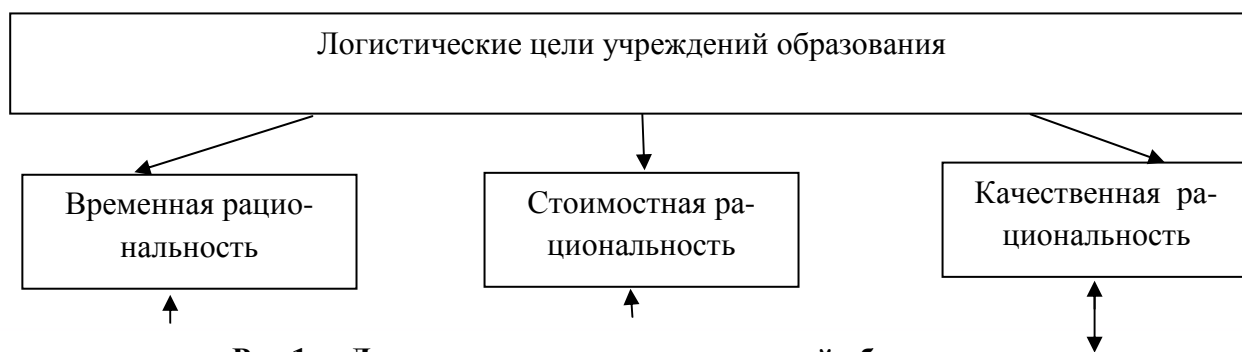 Логистические цели учреждений образования
Временная рацио-
нальность
Стоимостная ра-
циональность
Качественная ра-
циональность